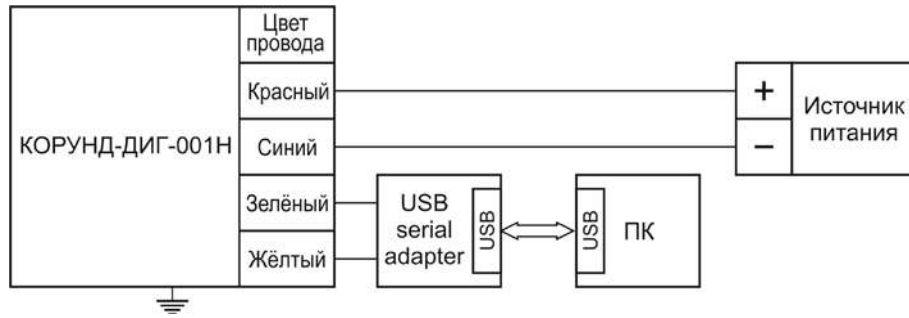 Цвет
провода
КОРУНД-ДИГ-001Н
Красный
Синий
Зелёный
Жёлтый
+
−
Источник
питания
USB
serial
adapter
USB
USB
ПК